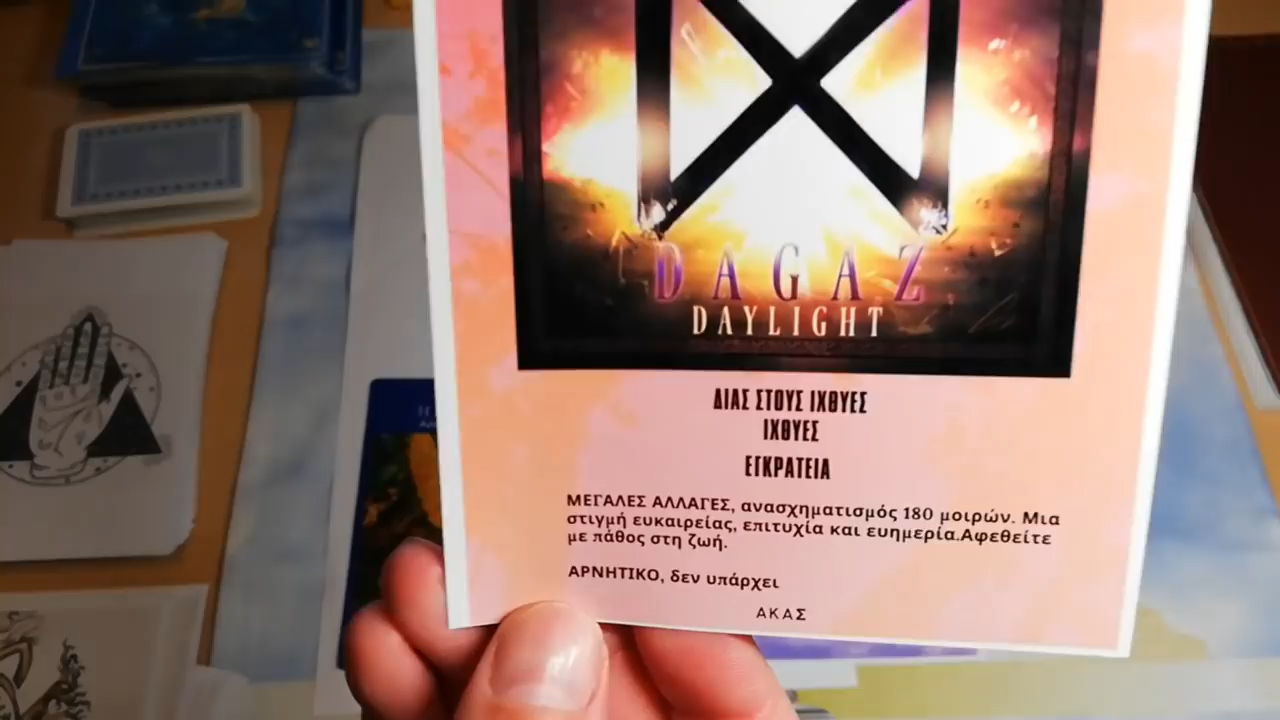 DAGAZ
DAYLIGHT
ΔΙΑΣ ΣΤΟΥΣ ΙΧΘΥΕΣ
ΙΧΘΥΕΣ
ΕΓΚΡΑΤΕΙΑ
ΜΕΓΑΛΕΣ ΑΛΛΑΓΕΣ, ανασχηματισμός 180 μοιρών. Μια
στιγμή ευκαιρείας, επιτυχία και ευημερία.Αφεθείτε
με πάθος στη ζωή.
ΑΡΝΗΤΙΚΟ, δεν υπάρχει
ΑΚΑΣ